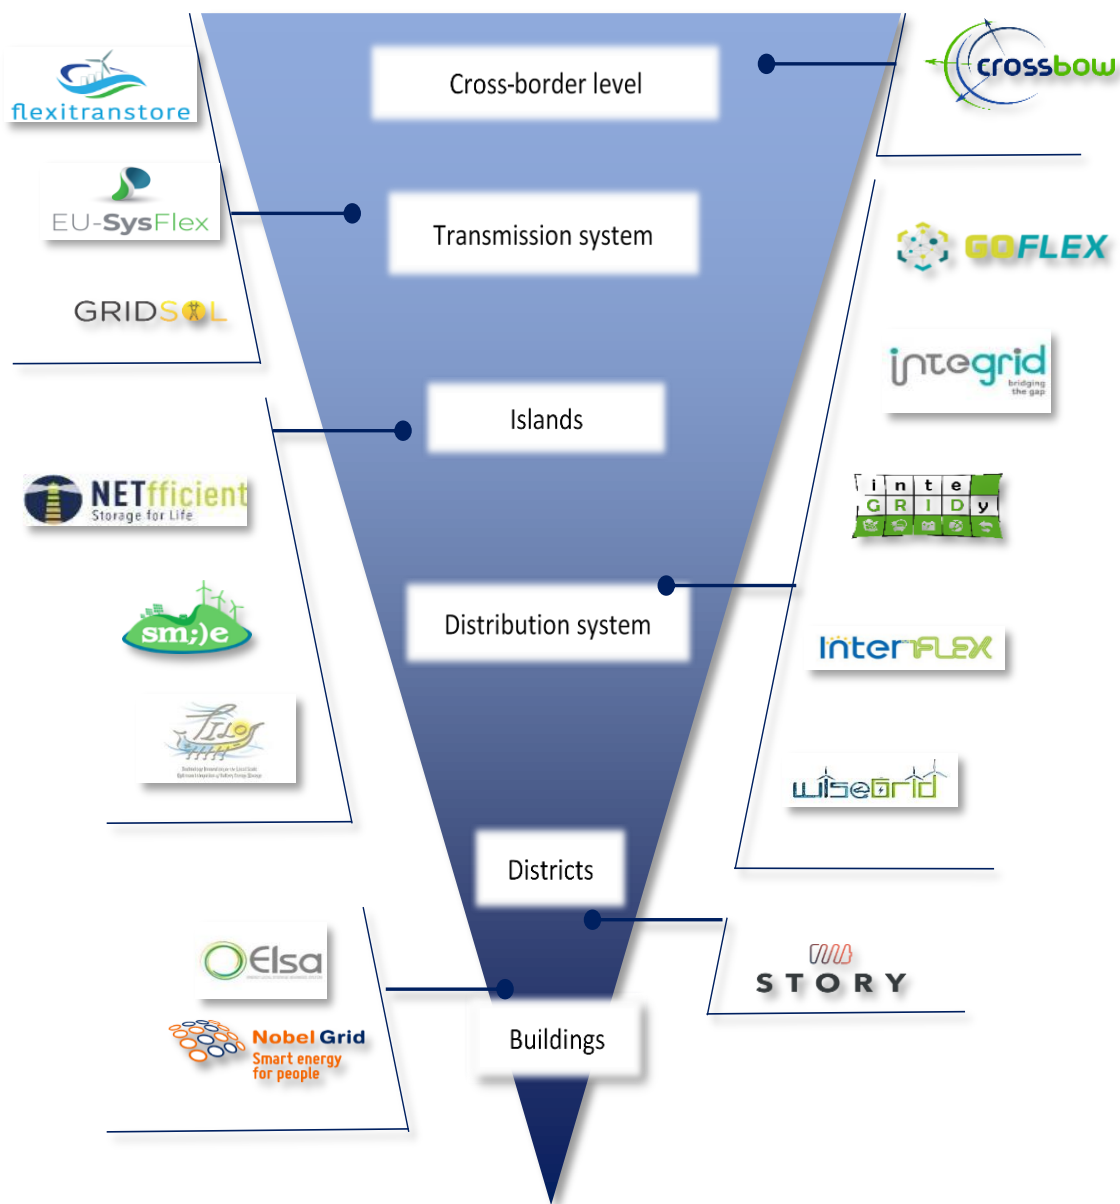 flexitranstore
EU-SysFlex
GRIDSOL
Cross-border level
crossbow
Transmission system
GOFLEX
integrid
bridging
the gap
Islands
NETfficient
Storage for Life
inte
GRIDy
sm;)e
Distribution system
InterFLEX
TILOS
wiseGrid
Districts
Elsa
STORY
Nobel Grid
Smart energy
for people
Buildings